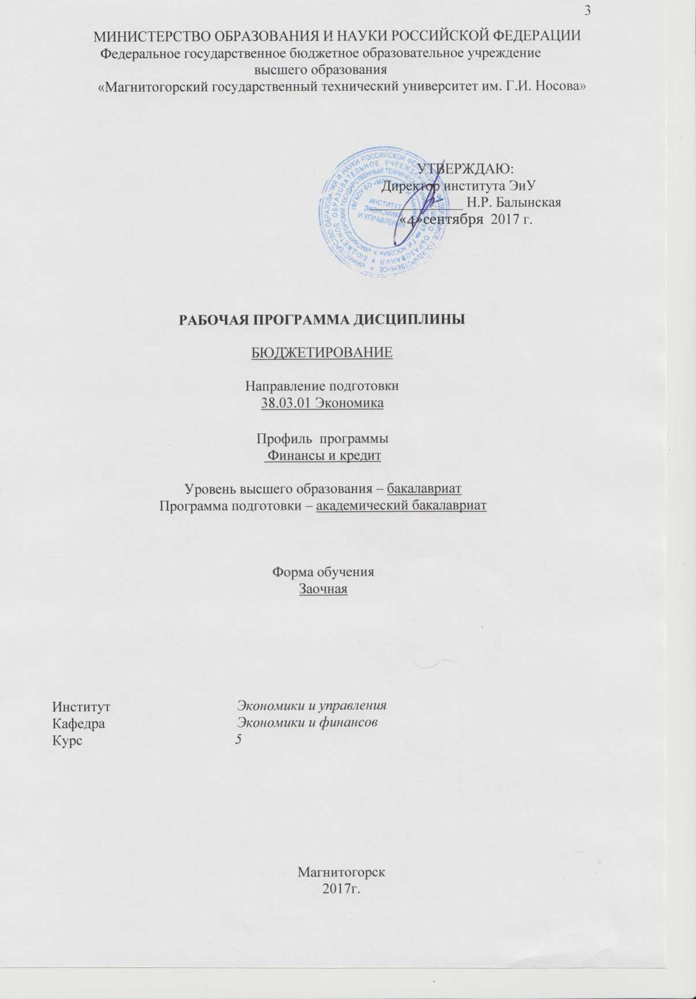 3
МИНИСТЕРСТВО ОБРАЗОВАНИЯ И НАУКИ РОССИЙСКОЙ ФЕДЕРАЦИИ
Федеральное государственное бюджетное образовательное учреждение
высшего образования
«Магнитогорский государственный технический университет им. Г.И. Носова»
УТВЕРЖДАЮ:
Директор института ЭиУ
Н.Р. Балынская
«4»сентября 2017 г.
ИНСТИТУТ
ЭКОНОМИКИ
И УПРАВЛЕНИЯ
РАБОЧАЯ ПРОГРАММА ДИСЦИПЛИНЫ
БЮДЖЕТИРОВАНИЕ
Направление подготовки
38.03.01 Экономика
Профиль программы
Финансы и кредит
Уровень высшего образования – бакалавриат
Программа подготовки – академический бакалавриат
Форма обучения
Заочная
Институт Экономики и управления
Кафедра Экономики и финансов
Курс 5
Магнитогорск
2017г.